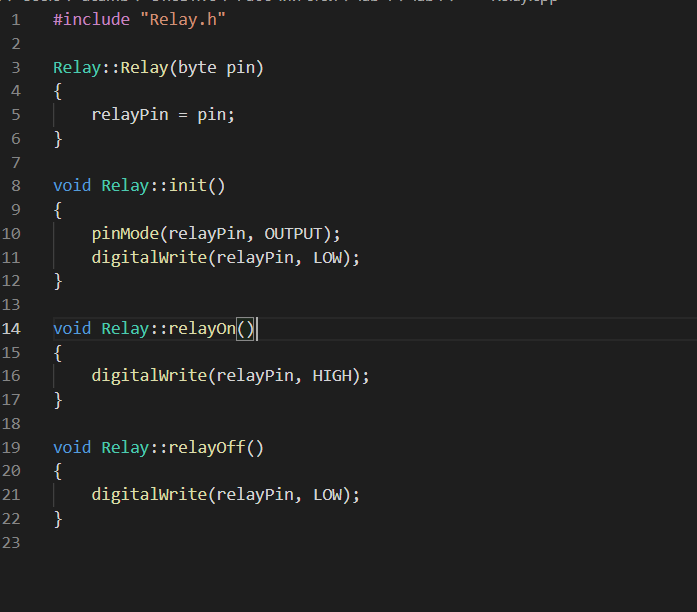 Relay.cpp
1 #include "Relay.h"
2
3 Relay::Relay(byte pin)
4 {
5     relayPin = pin;
6 }
7
8 void Relay::init()
9 {
10     pinMode(relayPin, OUTPUT);
11     digitalWrite(relayPin, LOW);
12 }
13
14 void Relay::relayOn()
15 {
16     digitalWrite(relayPin, HIGH);
17 }
18
19 void Relay::relayOff()
20 {
21     digitalWrite(relayPin, LOW);
22 }
23